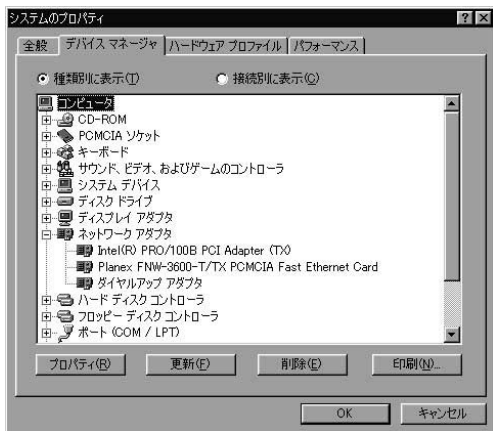 システムのプロパティ
全般 デバイス マネージャ ハードウェア プロファイル パフォーマンス
種類別に表示(T) 接続別に表示(C)
コンピュータ
CD-ROM
PCMCIA ソケット
キーボード
サウンド、ビデオ、およびゲームのコントローラ
システム デバイス
ディスク ドライブ
ディスプレイ アダプタ
ネットワーク アダプタ
Intel(R) PRO/100B PCI Adapter (TX)
Planex FNW-3600-T/TX PCMCIA Fast Ethernet Card
ダイヤルアップ アダプタ
ハード ディスク コントローラ
フロッピー ディスク コントローラ
ポート (COM / LPT)
プロパティ(R) 更新(F) 削除(E) 印刷(N)...
OK キャンセル